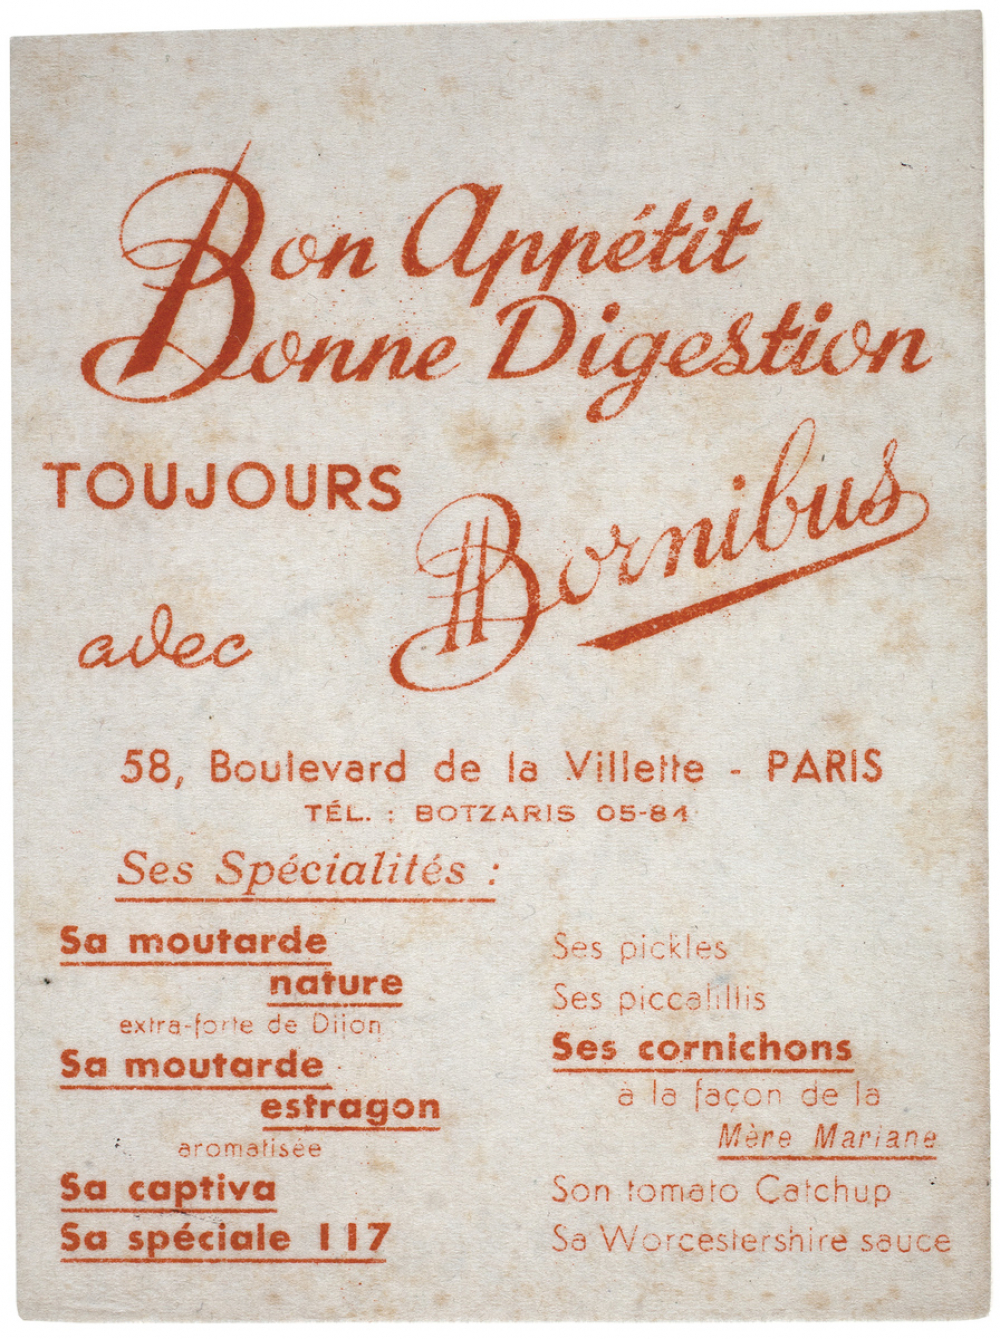 Bon Appétit
Bonne Digestion
TOUJOURS
avec
Bornibus
58, Boulevard de la Villette - PARIS
TÉL. : BOTZARIS 05-84
Ses Spécialités :
Sa moutarde
nature
extra-forte de Dijon
Sa moutarde
estragon
aromatisée
Sa captiva
Sa spéciale 117
Ses pickles
Ses piccalillis
Ses cornichons
à la façon de la
Mère Mariane
Son tomato Catchup
Sa Worcestershire sauce